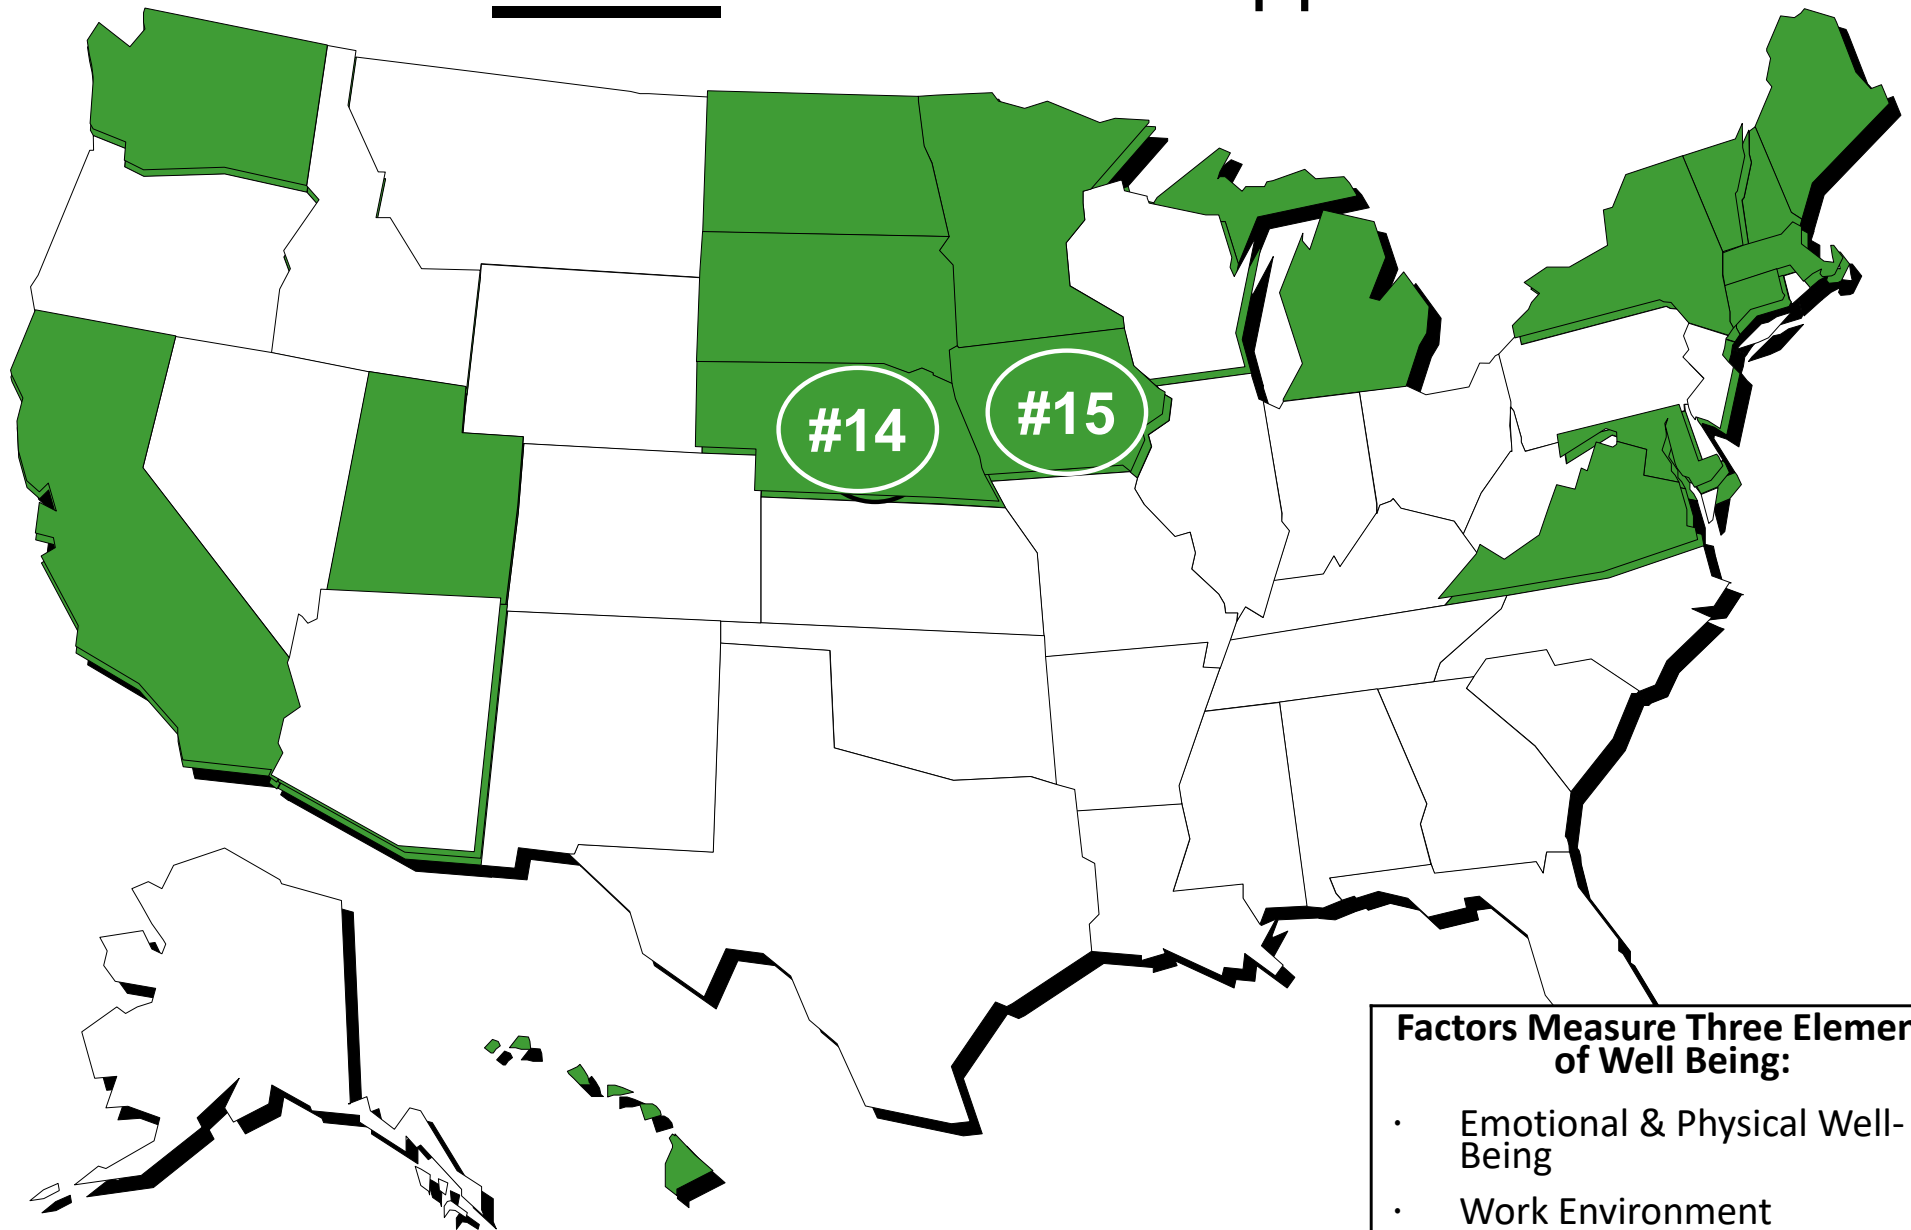 #14
#15
Factors Measure Three Elemen
of Well Being:
· Emotional & Physical Well-
Being
· Work Environment